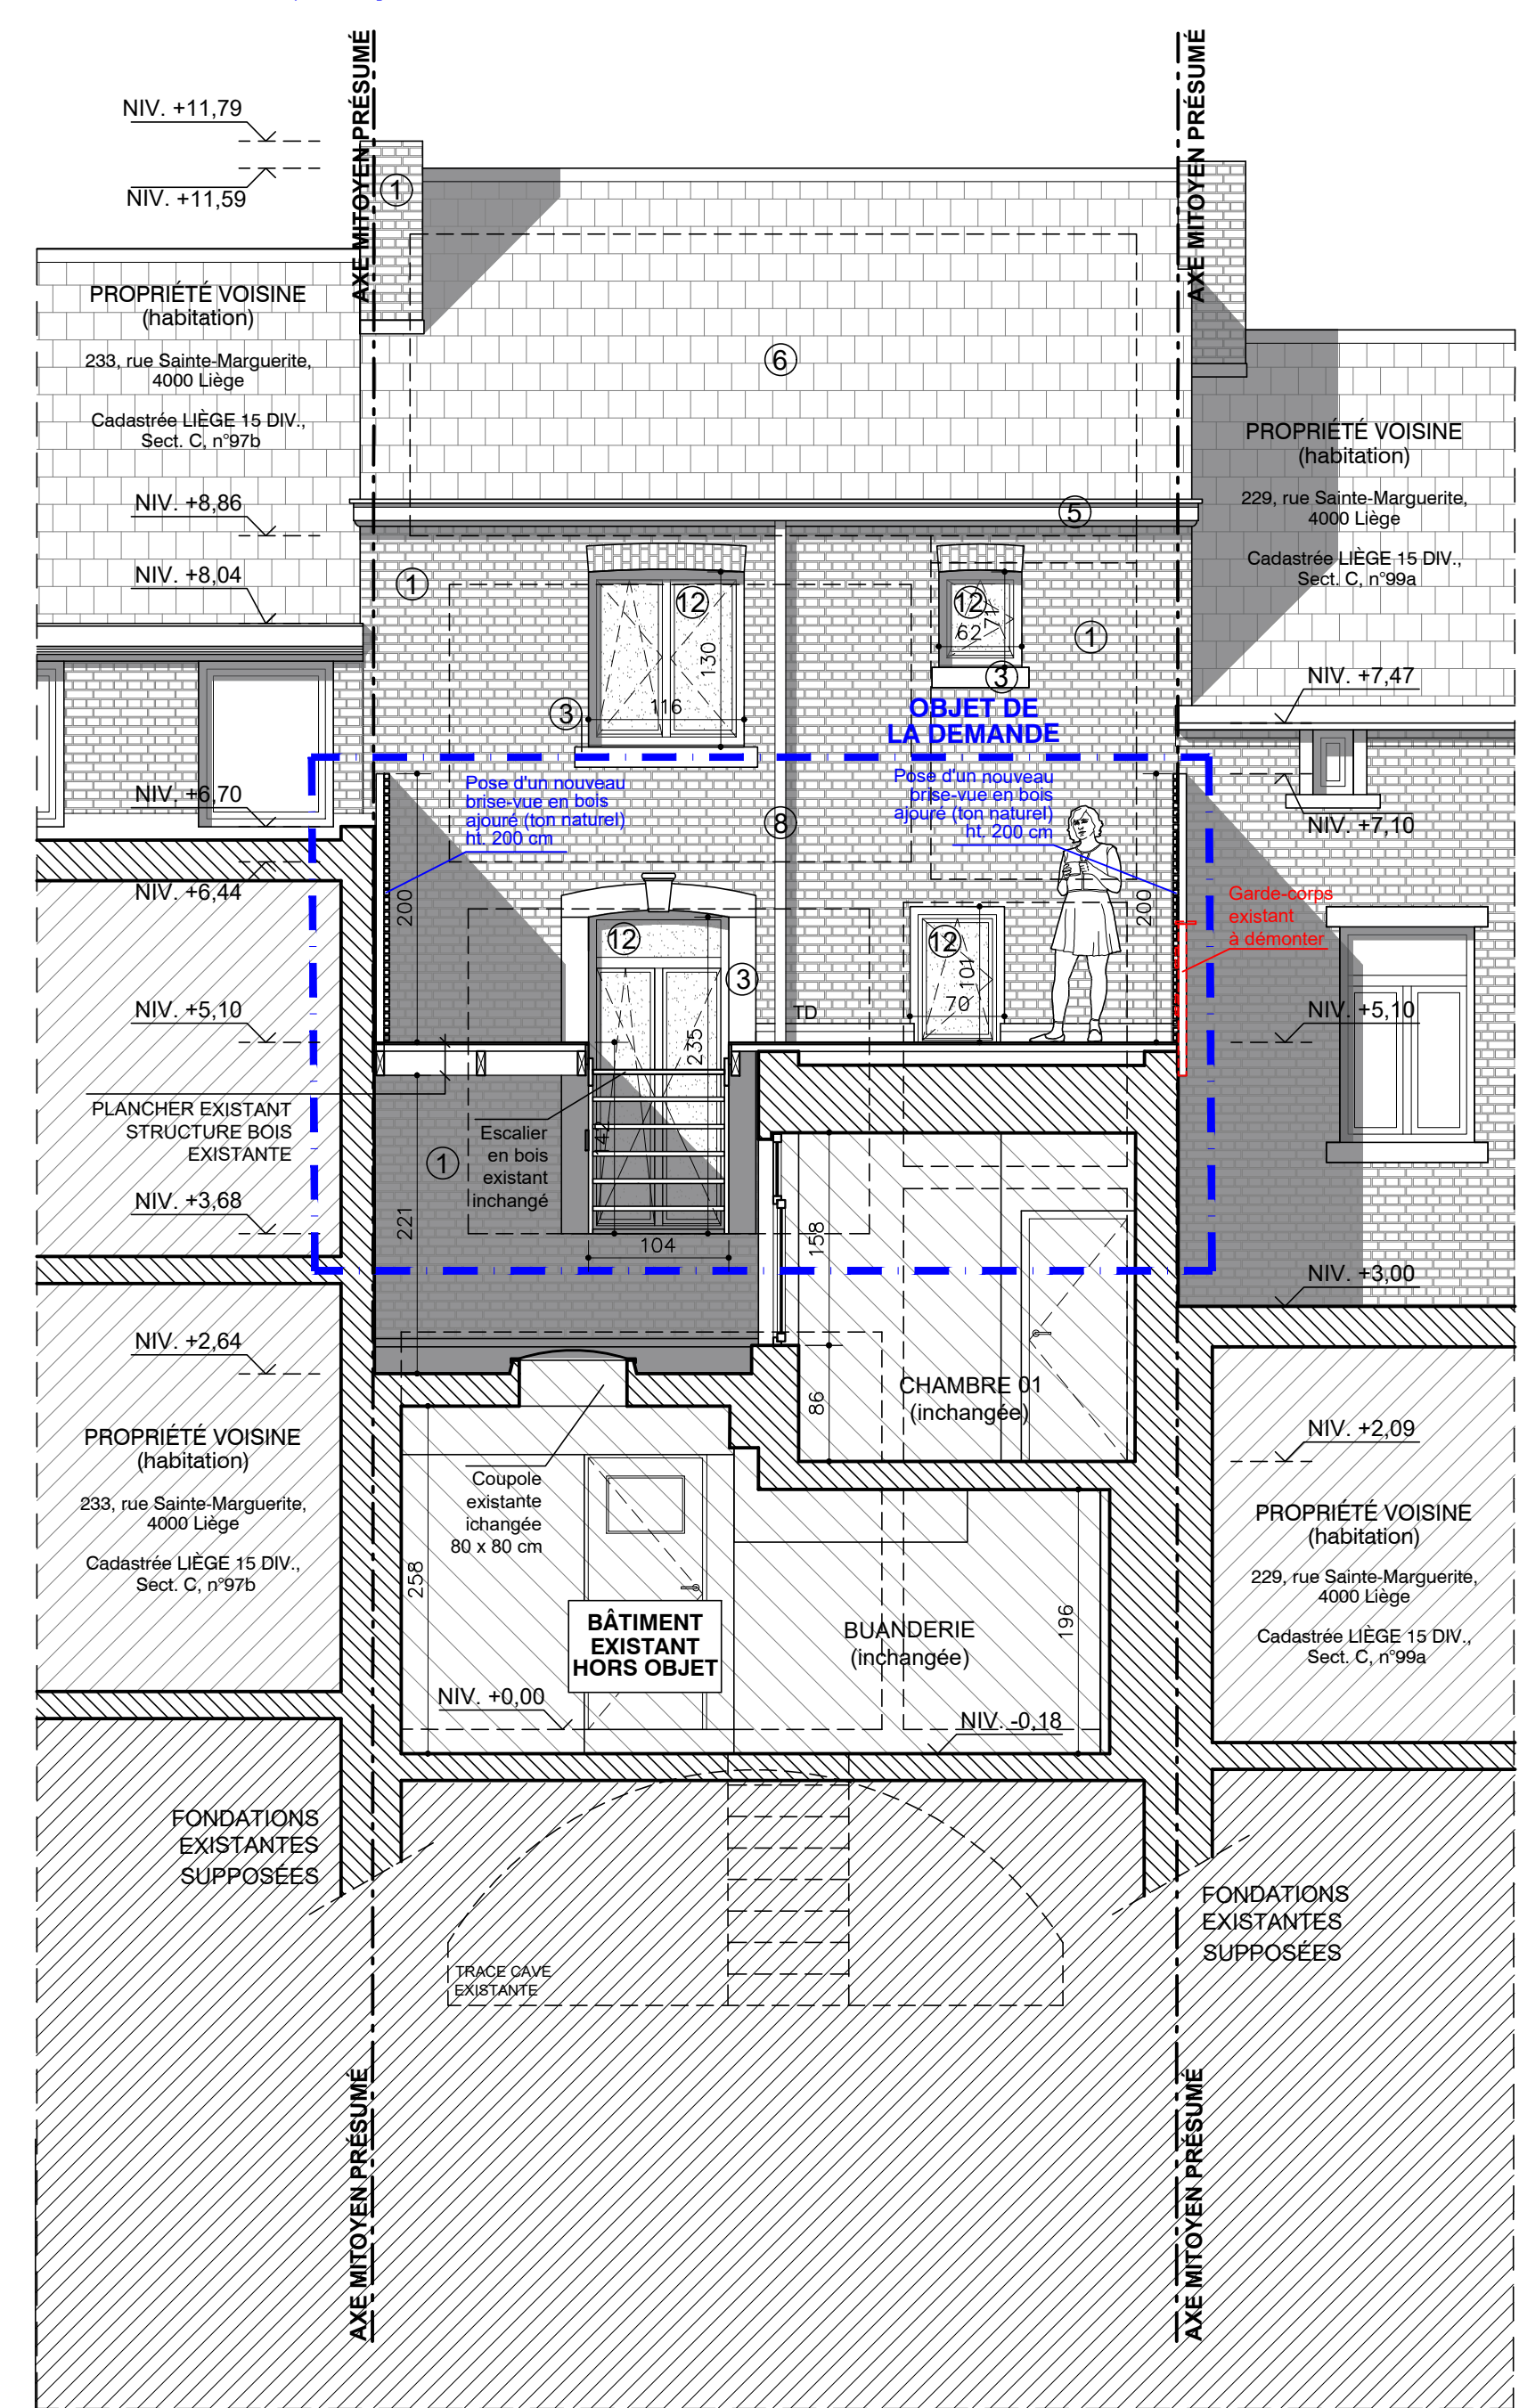 AXE MITOYEN PRÉSUMÉ
AXE MITOYEN PRÉSUMÉ
NIV. +11,79
NIV. +11,59
1
PROPRIÉTÉ VOISINE
(habitation)
233, rue Sainte-Marguerite,
4000 Liège
Cadastrée LIÈGE 15 DIV.,
Sect. C, n°97b
6
PROPRIÉTÉ VOISINE
(habitation)
229, rue Sainte-Marguerite,
4000 Liège
Cadastrée LIÈGE 15 DIV.,
Sect. C, n°99a
NIV. +8,86
5
NIV. +8,04
1
12
130
116
3
12
71
62
3
1
NIV. +7,47
OBJET DE
LA DEMANDE
NIV. +6,70
Pose d'un nouveau
brise-vue en bois
ajouré (ton naturel)
ht. 200 cm
8
Pose d'un nouveau
brise-vue en bois
ajouré (ton naturel)
ht. 200 cm
NIV. +7,10
NIV. +6,44
200
200
Garde-corps
existant
à démonter
12
3
235
12
101
70
TD
NIV. +5,10
NIV. +5,10
PLANCHER EXISTANT
STRUCTURE BOIS
EXISTANTE
1
Escalier
en bois
existant
inchangé
NIV. +3,68
221
104
158
NIV. +3,00
NIV. +2,64
86
CHAMBRE 01
(inchangée)
NIV. +2,09
PROPRIÉTÉ VOISINE
(habitation)
233, rue Sainte-Marguerite,
4000 Liège
Cadastrée LIÈGE 15 DIV.,
Sect. C, n°97b
Coupole
existante
ichangée
80 x 80 cm
258
PROPRIÉTÉ VOISINE
(habitation)
229, rue Sainte-Marguerite,
4000 Liège
Cadastrée LIÈGE 15 DIV.,
Sect. C, n°99a
BÂTIMENT
EXISTANT
HORS OBJET
BUANDERIE
(inchangée)
196
NIV. +0,00
NIV. -0,18
FONDATIONS
EXISTANTES
SUPPOSÉES
FONDATIONS
EXISTANTES
SUPPOSÉES
TRACE CAVE
EXISTANTE
AXE MITOYEN PRÉSUMÉ
AXE MITOYEN PRÉSUMÉ